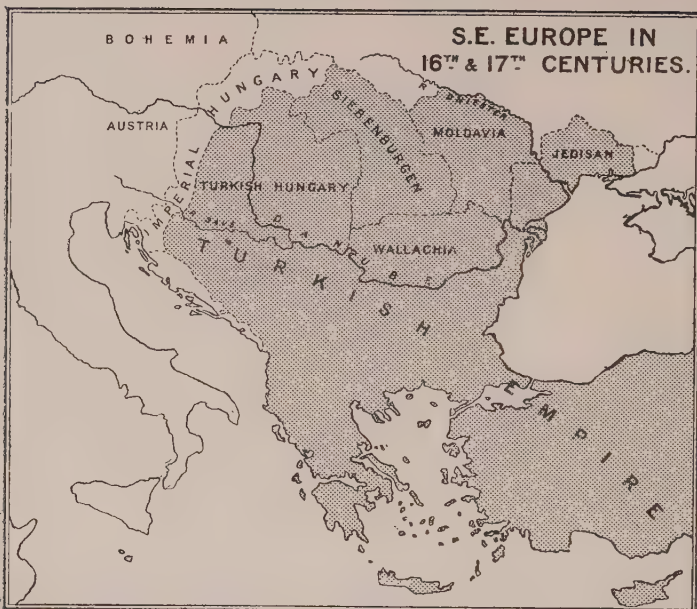 S.E. EUROPE IN
16TH & 17TH CENTURIES.
BOHEMIA
IMPERIAL HUNGARY
AUSTRIA
SIEBENBURGEN
R. DNIESTER
MOLDAVIA
JEDISAN
TURKISH HUNGARY
R. SAVE
DANUBE
WALLACHIA
TURKISH EMPIRE